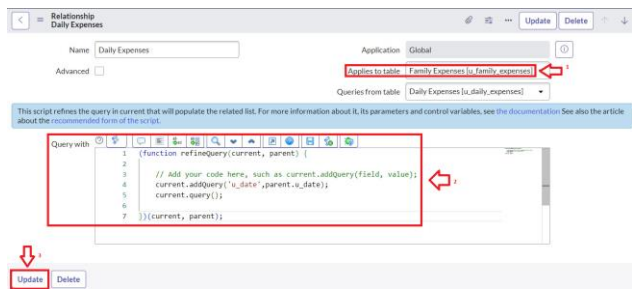 Relationship
Daily Expenses
Update
Delete
Name
Daily Expenses
Application
Global
Advanced
Applies to table
Family Expenses [u_family_expenses]
1
Queries from table
Daily Expenses [u_daily_expenses]
This script refines the query in current that will populate the related list. For more information about it, its parameters and control variables, see the documentation See also the article
about the recommended form of the script.
Query with
1 (function refineQuery(current, parent) {
2
3 // Add your code here, such as current.addQuery(field, value);
4 current.addQuery('u_date',parent.u_date);
5 current.query();
6
7 })(current, parent);
2
3
Update
Delete